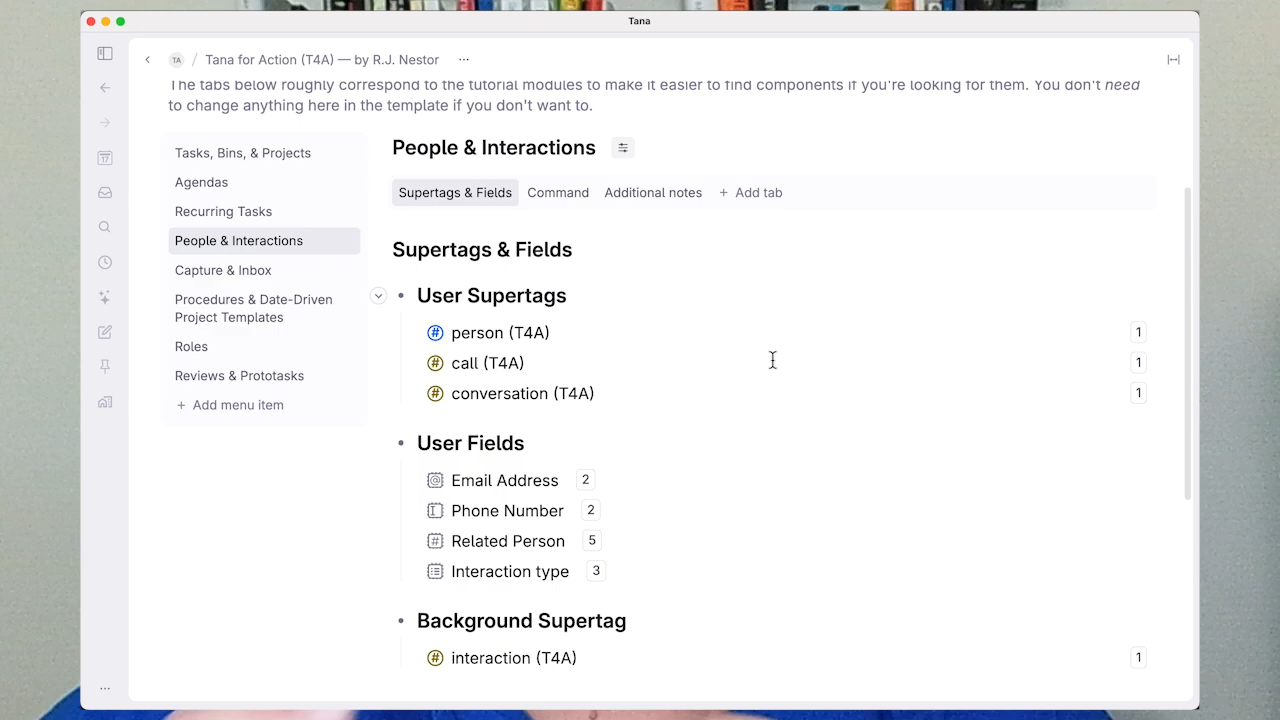 Tana
TA / Tana for Action (T4A) — by R.J. Nestor ...
The tabs below roughly correspond to the tutorial modules to make it easier to find components if you're looking for them. You don't need
to change anything here in the template if you don't want to.
Tasks, Bins, & Projects
Agendas
Recurring Tasks
People & Interactions
Capture & Inbox
Procedures & Date-Driven
Project Templates
Roles
Reviews & Prototasks
+ Add menu item
People & Interactions
Supertags & Fields Command Additional notes + Add tab
Supertags & Fields
User Supertags
# person (T4A) 1
# call (T4A) 1
# conversation (T4A) 1
User Fields
Email Address 2
Phone Number 2
Related Person 5
Interaction type 3
Background Supertag
# interaction (T4A) 1
17